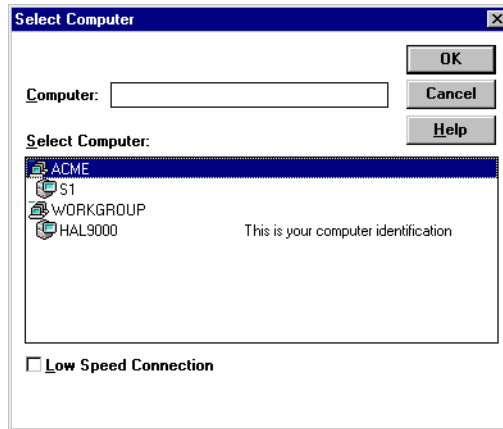 Select Computer
OK
Computer:
Cancel
Help
Select Computer:
ACME
S1
WORKGROUP
HAL9000 This is your computer identification
Low Speed Connection